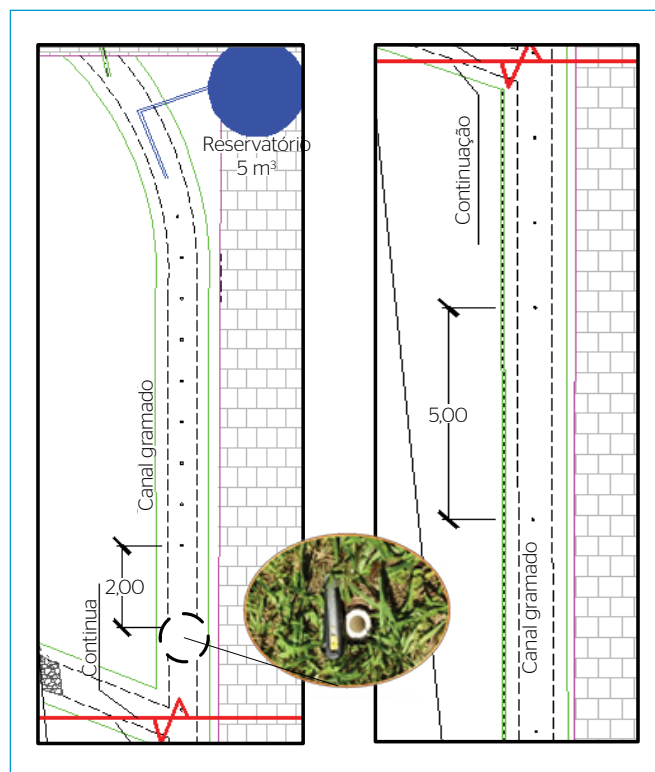 Reservatório
5 m³
Canal gramado
2,00
Continua
Continuação
5,00
Canal gramado